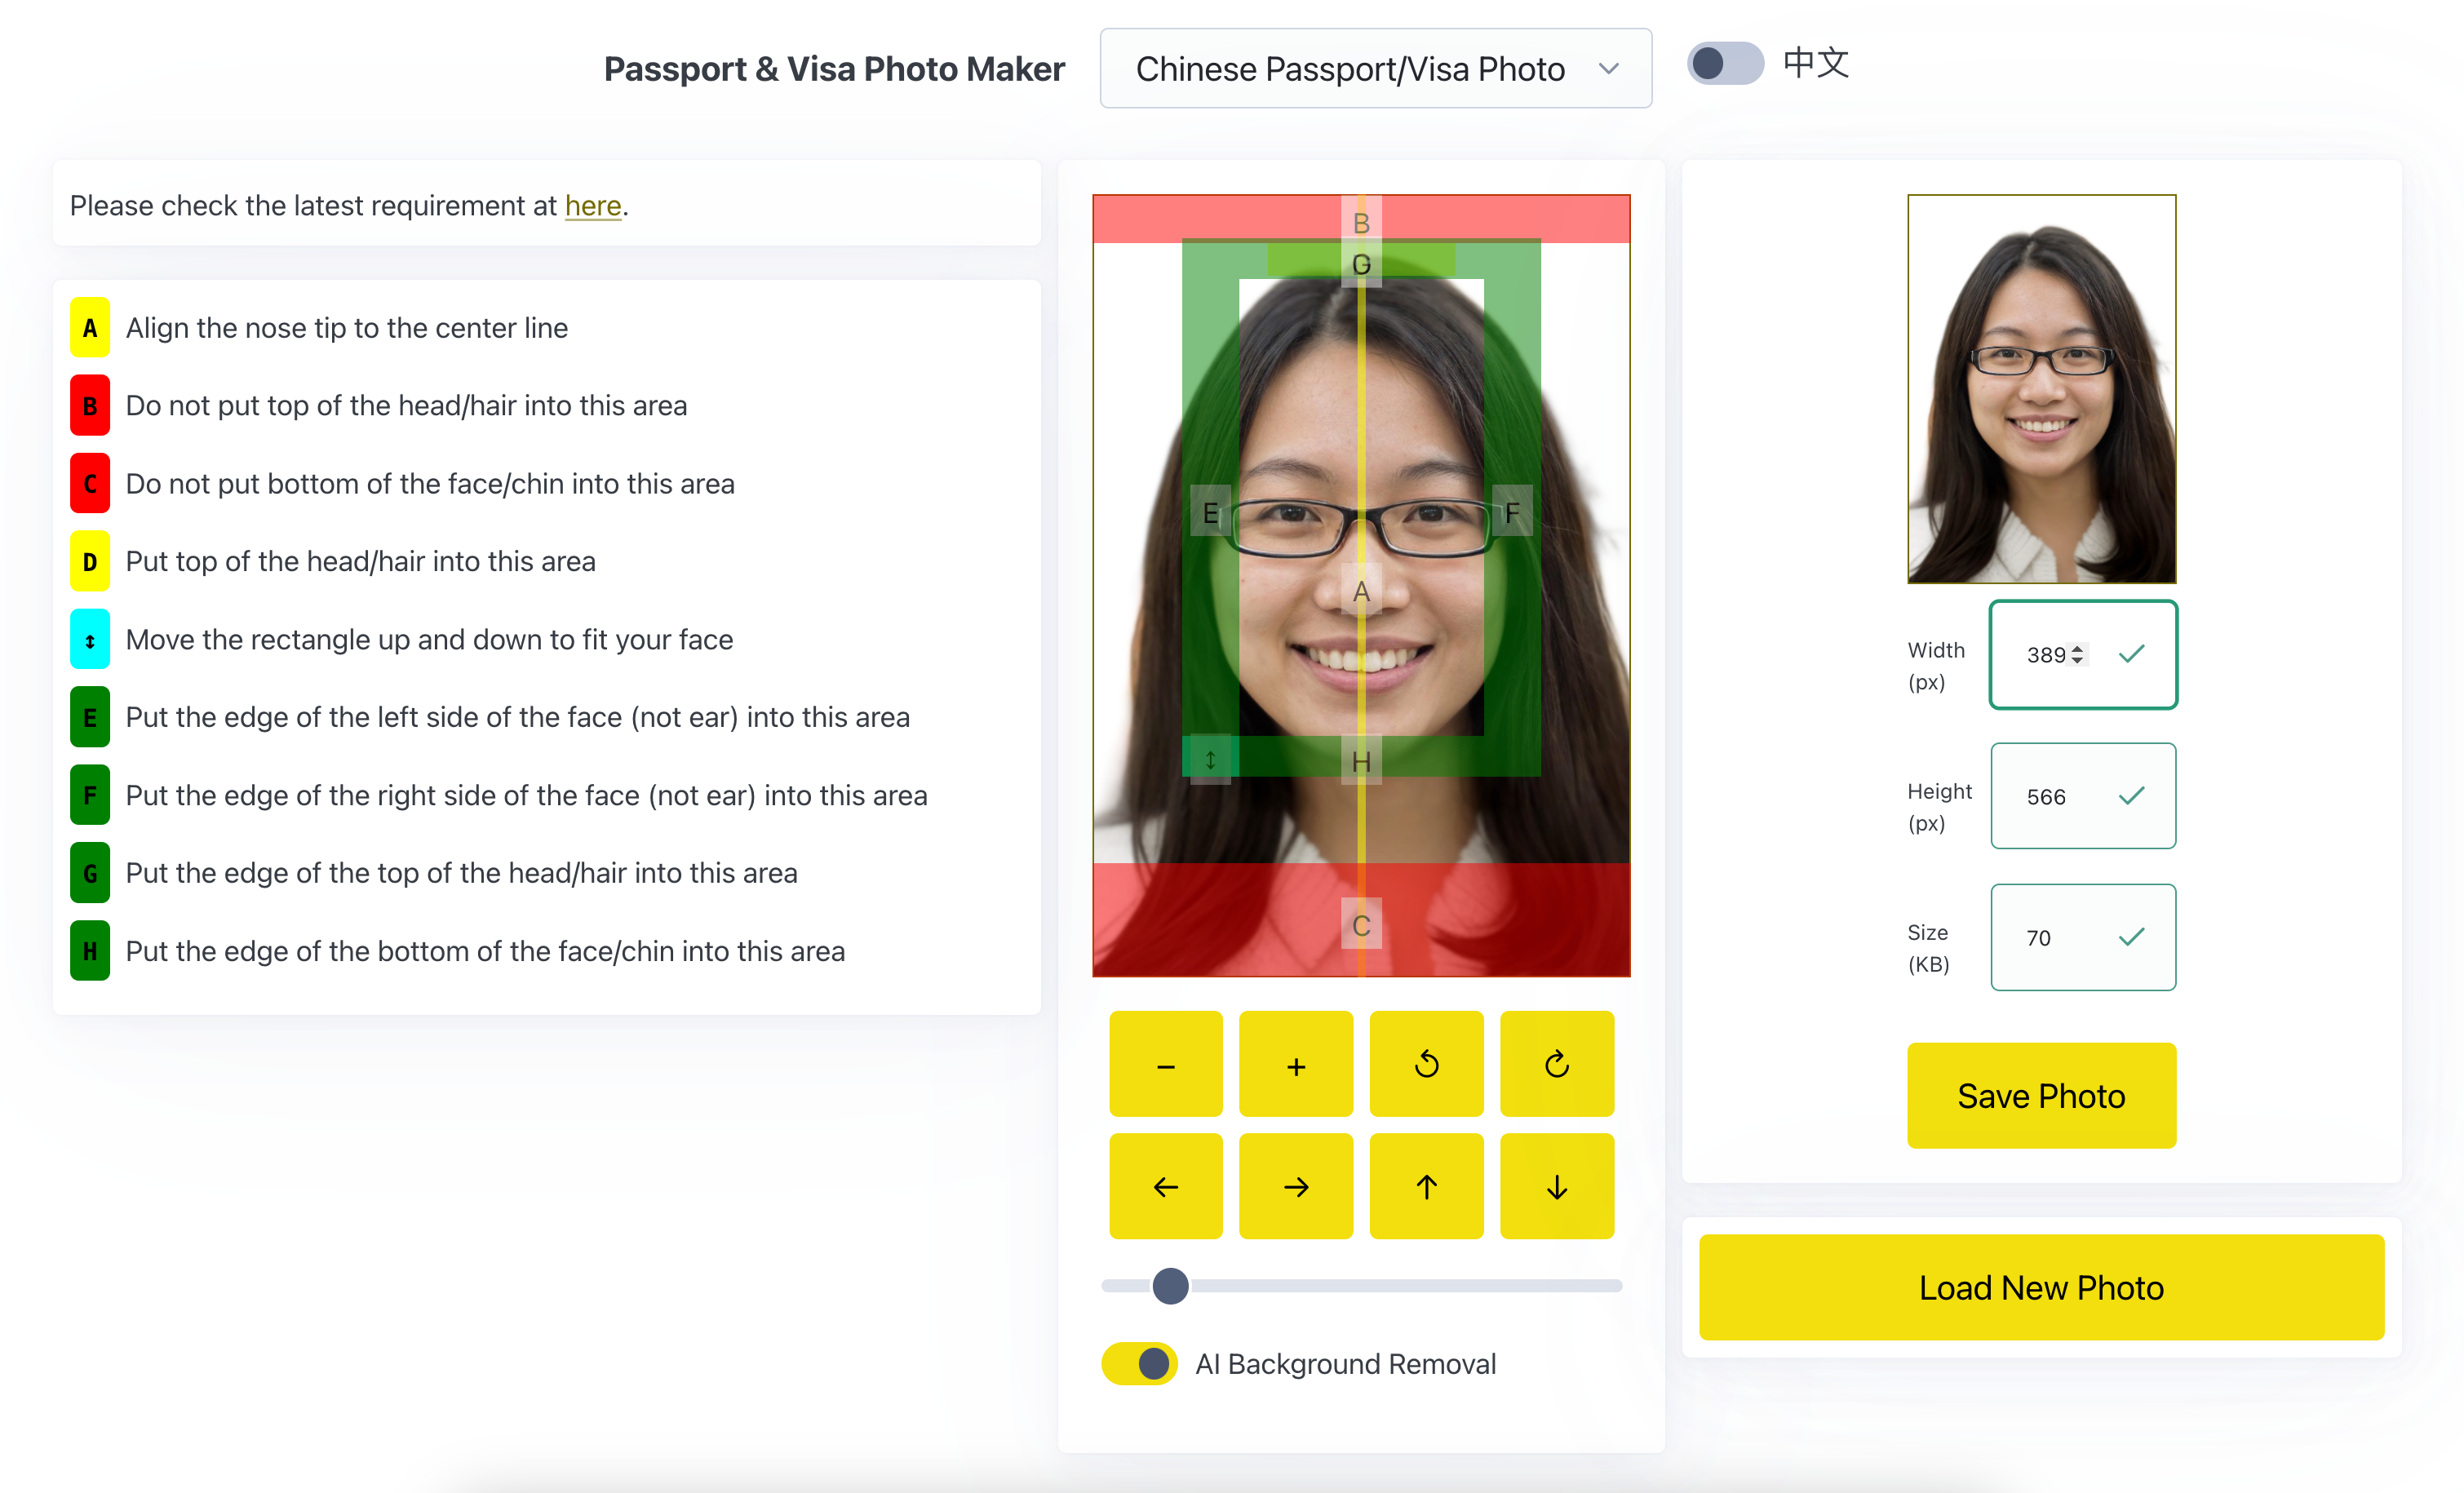 Passport & Visa Photo Maker
Chinese Passport/Visa Photo
中文
Please check the latest requirement at here.
A Align the nose tip to the center line
B Do not put top of the head/hair into this area
C Do not put bottom of the face/chin into this area
D Put top of the head/hair into this area
↕ Move the rectangle up and down to fit your face
E Put the edge of the left side of the face (not ear) into this area
F Put the edge of the right side of the face (not ear) into this area
G Put the edge of the top of the head/hair into this area
H Put the edge of the bottom of the face/chin into this area
B
G
E
F
A
↕
H
C
− + ↺ ↻
← → ↑ ↓
AI Background Removal
Width
(px)
389
Height
(px)
566
Size
(KB)
70
Save Photo
Load New Photo